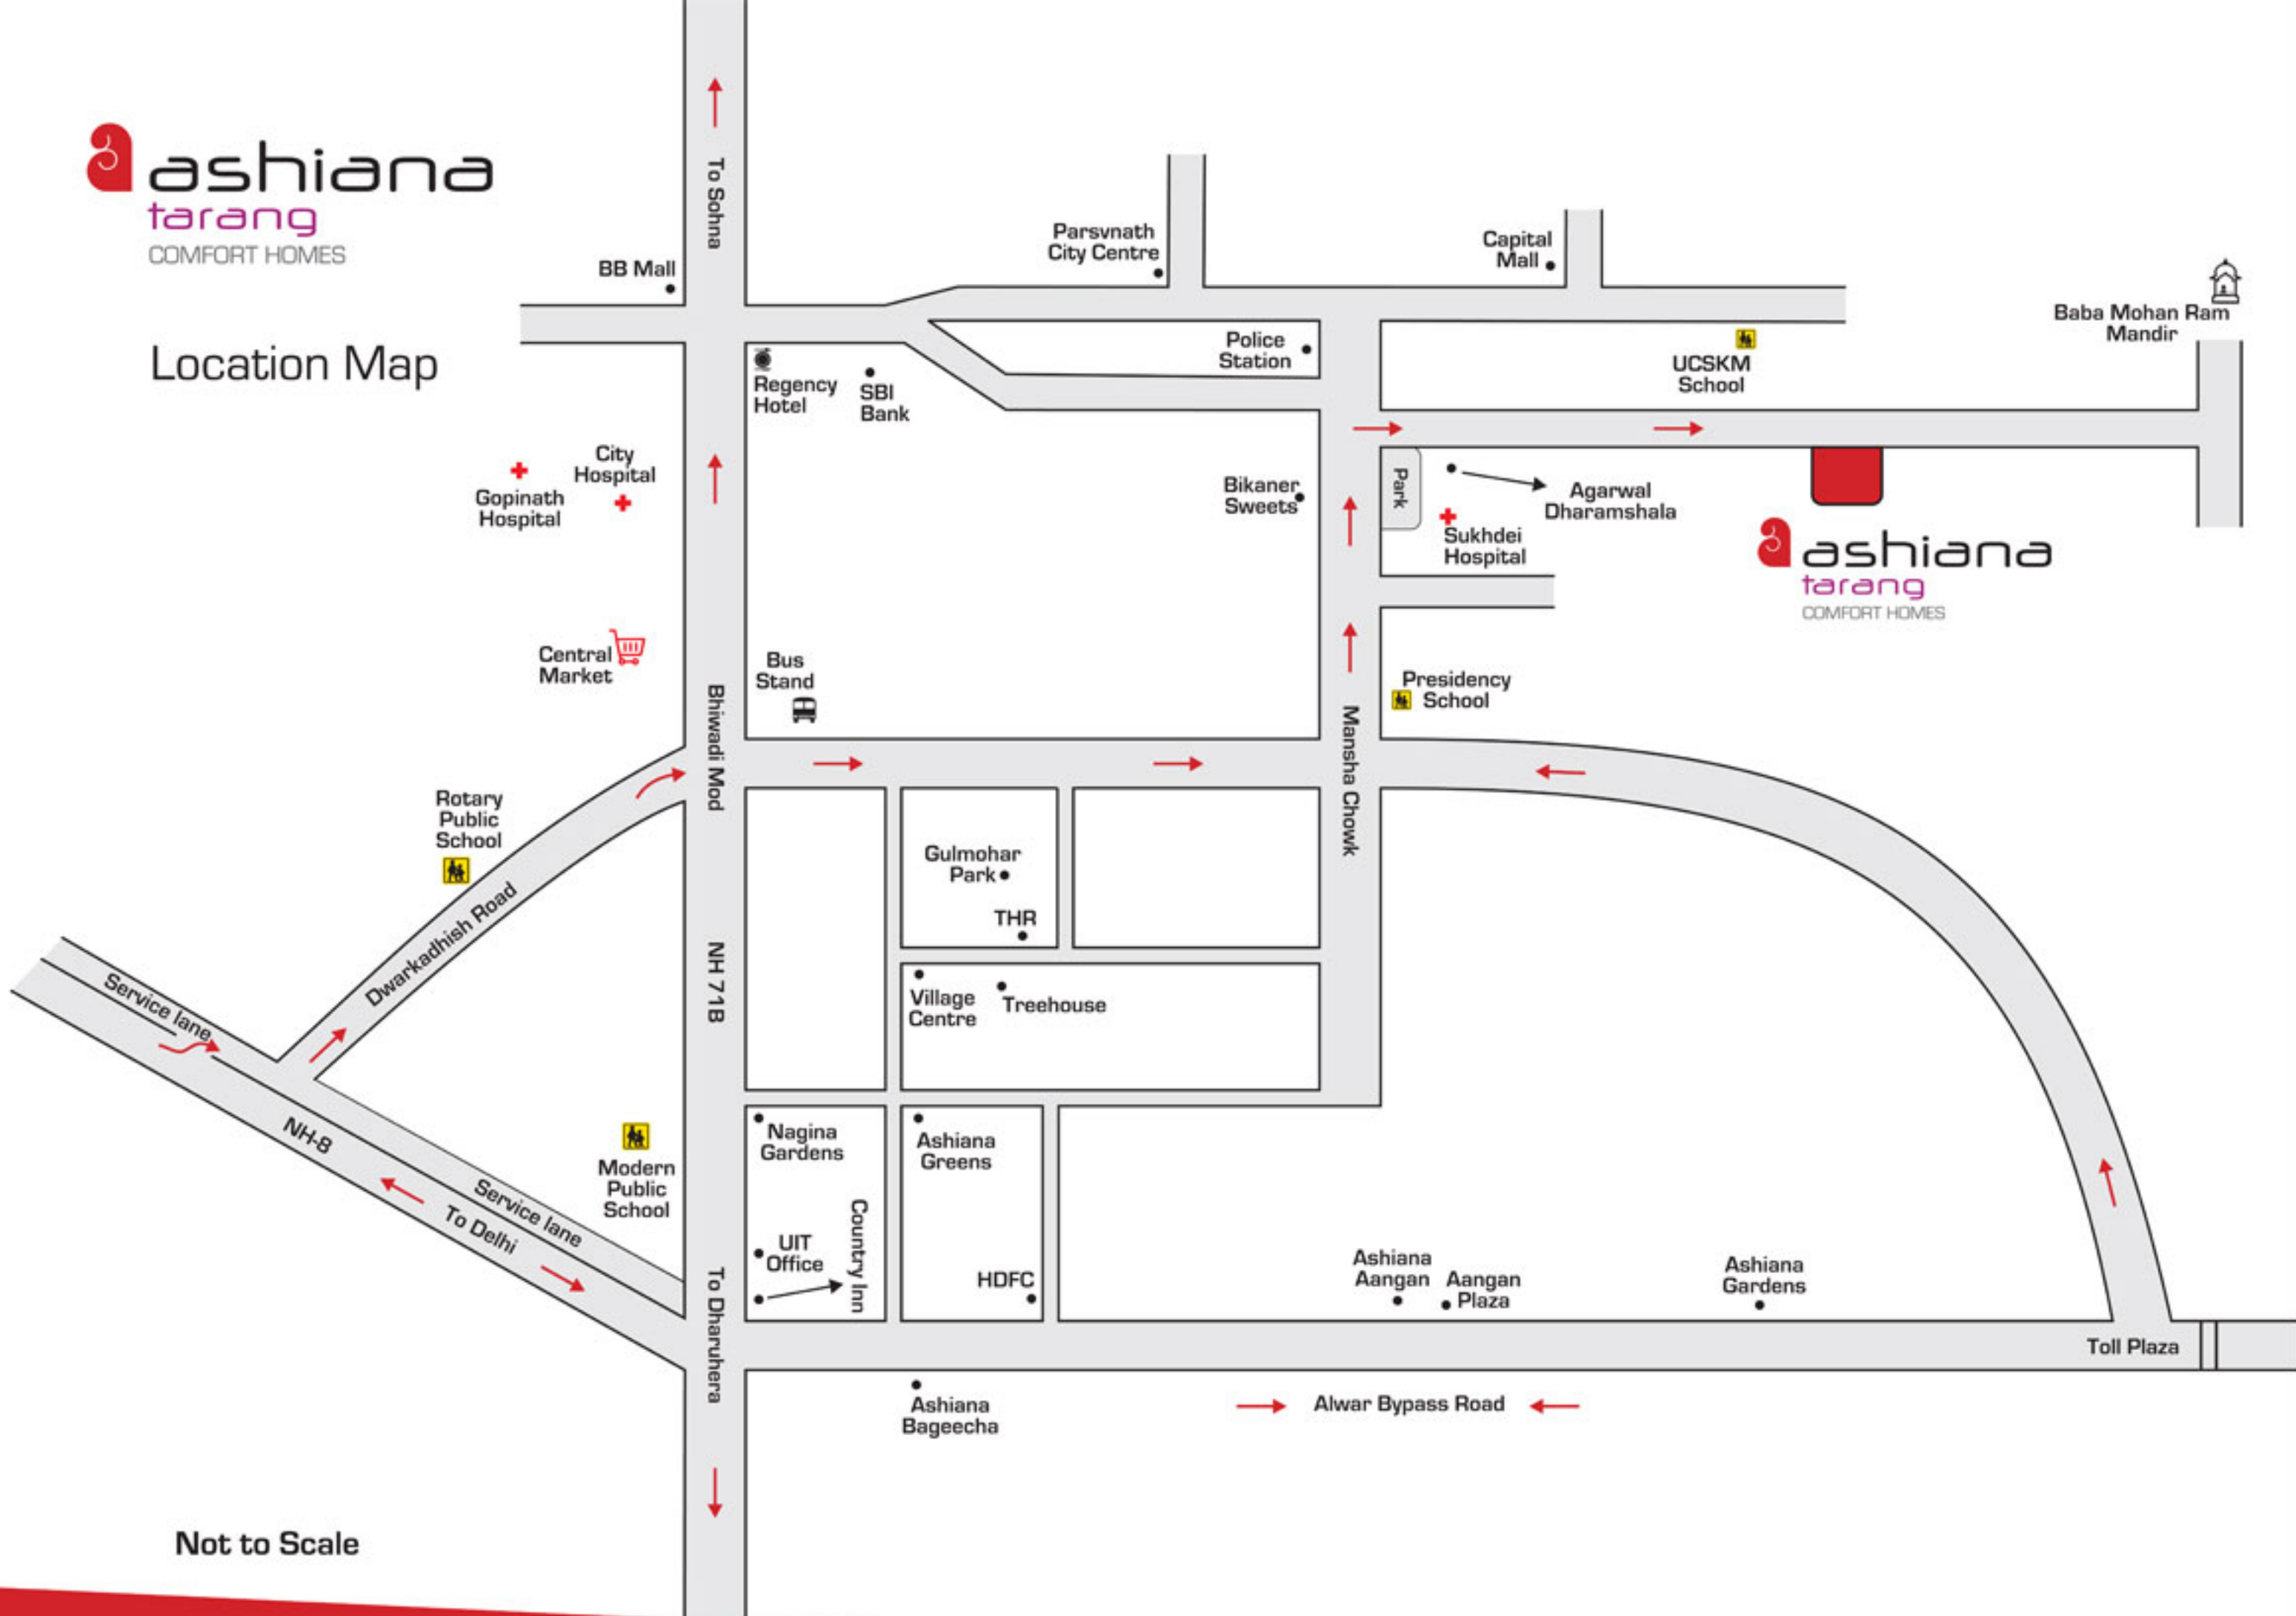 ashiana
tarang
COMFORT HOMES
Location Map
To Sohna
BB Mall
Parsvnath
City Centre
Capital
Mall
Baba Mohan Ram
Mandir
Police
Station
UCSKM
School
Regency
Hotel
SBI
Bank
City
Hospital
Gopinath
Hospital
Bikaner
Sweets
Park
Agarwal
Dharamshala
Sukhdei
Hospital
ashiana
tarang
COMFORT HOMES
Central
Market
Bus
Stand
Bhiwadi Mod
Presidency
School
Mansha Chowk
Rotary
Public
School
Dwarkadhish Road
Gulmohar
Park
THR
NH 71B
Village
Centre
Treehouse
Service lane
NH-B
Modern
Public
School
Service lane
To Delhi
Nagina
Gardens
Ashiana
Greens
UIT
Office
Country Inn
HDFC
To Dharuhera
Ashiana
Aangan
Aangan
Plaza
Ashiana
Gardens
Toll Plaza
Ashiana
Bageecha
Alwar Bypass Road
Not to Scale